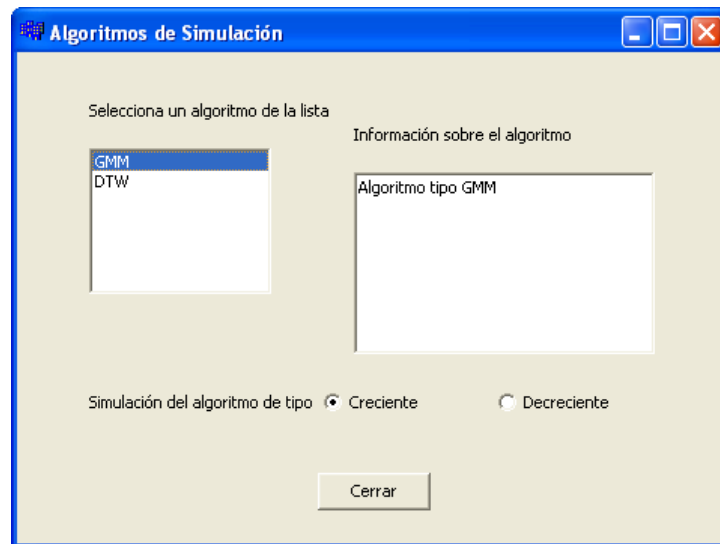 Algoritmos de Simulación
Selecciona un algoritmo de la lista
Información sobre el algoritmo
GMM
DTW
Algoritmo tipo GMM
Simulación del algoritmo de tipo Creciente Decreciente
Cerrar